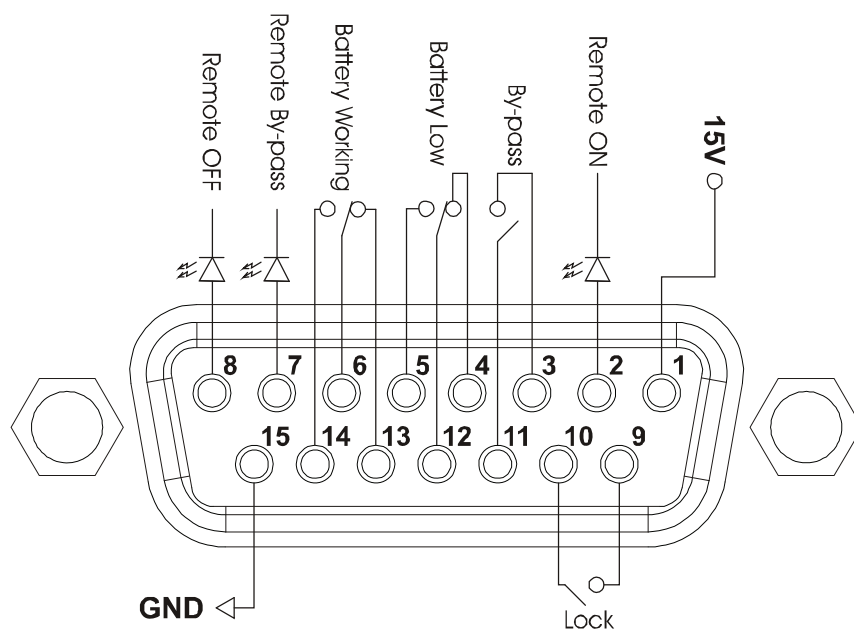 Remote OFF
Remote By-pass
Battery Working
Battery Low
By-pass
Remote ON
15V
8
7
6
5
4
3
2
1
15
14
13
12
11
10
9
GND
Lock